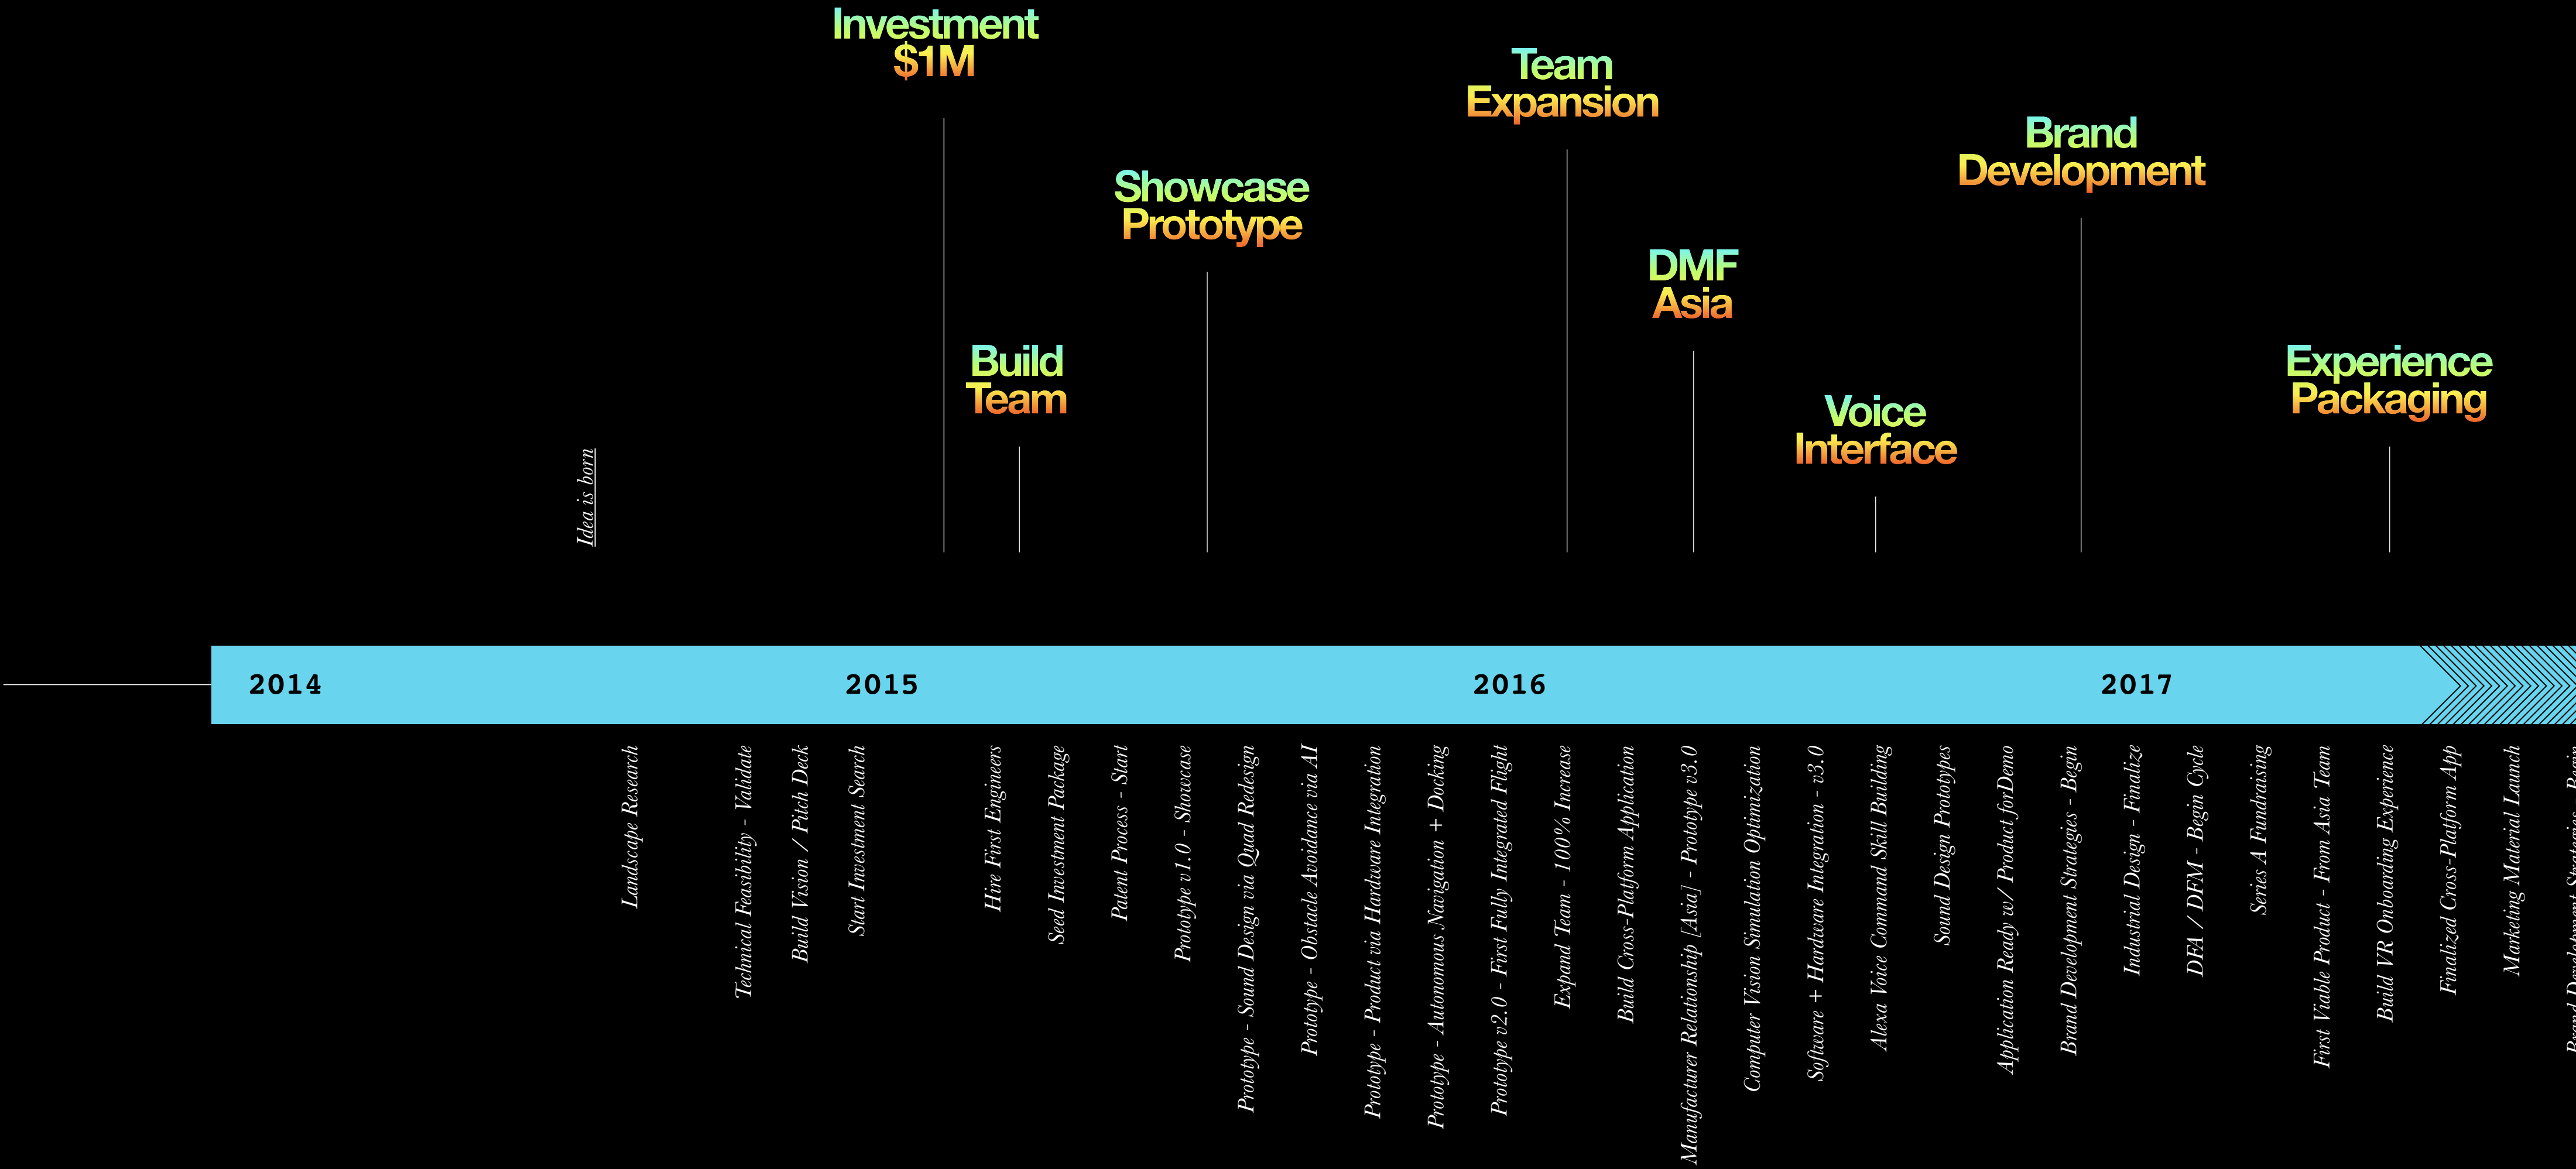 Investment
$1M
Team
Expansion
Brand
Development
Showcase
Prototype
DMF
Asia
Build
Team
Experience
Packaging
Voice
Interface
Idea is born
2014
2015
2016
2017
Landscape Research
Technical Feasibility - Validate
Build Vision / Pitch Deck
Start Investment Search
Hire First Engineers
Seed Investment Package
Patent Process - Start
Prototype v1.0 - Showcase
Prototype - Sound Design via Quad Redesign
Prototype - Obstacle Avoidance via AI
Prototype - Product via Hardware Integration
Prototype - Autonomous Navigation + Docking
Prototype v2.0 - First Fully Integrated Flight
Expand Team - 100% Increase
Build Cross-Platform Application
Manufacturer Relationship [Asia] - Prototype v3.0
Computer Vision Simulation Optimization
Software + Hardware Integration - v3.0
Alexa Voice Command Skill Building
Sound Design Prototypes
Application Ready w/ Product forDemo
Brand Development Strategies - Begin
Industrial Design - Finalize
DFA / DFM - Begin Cycle
Series A Fundraising
First Viable Product - From Asia Team
Build VR Onboarding Experience
Finalized Cross-Platform App
Marketing Material Launch